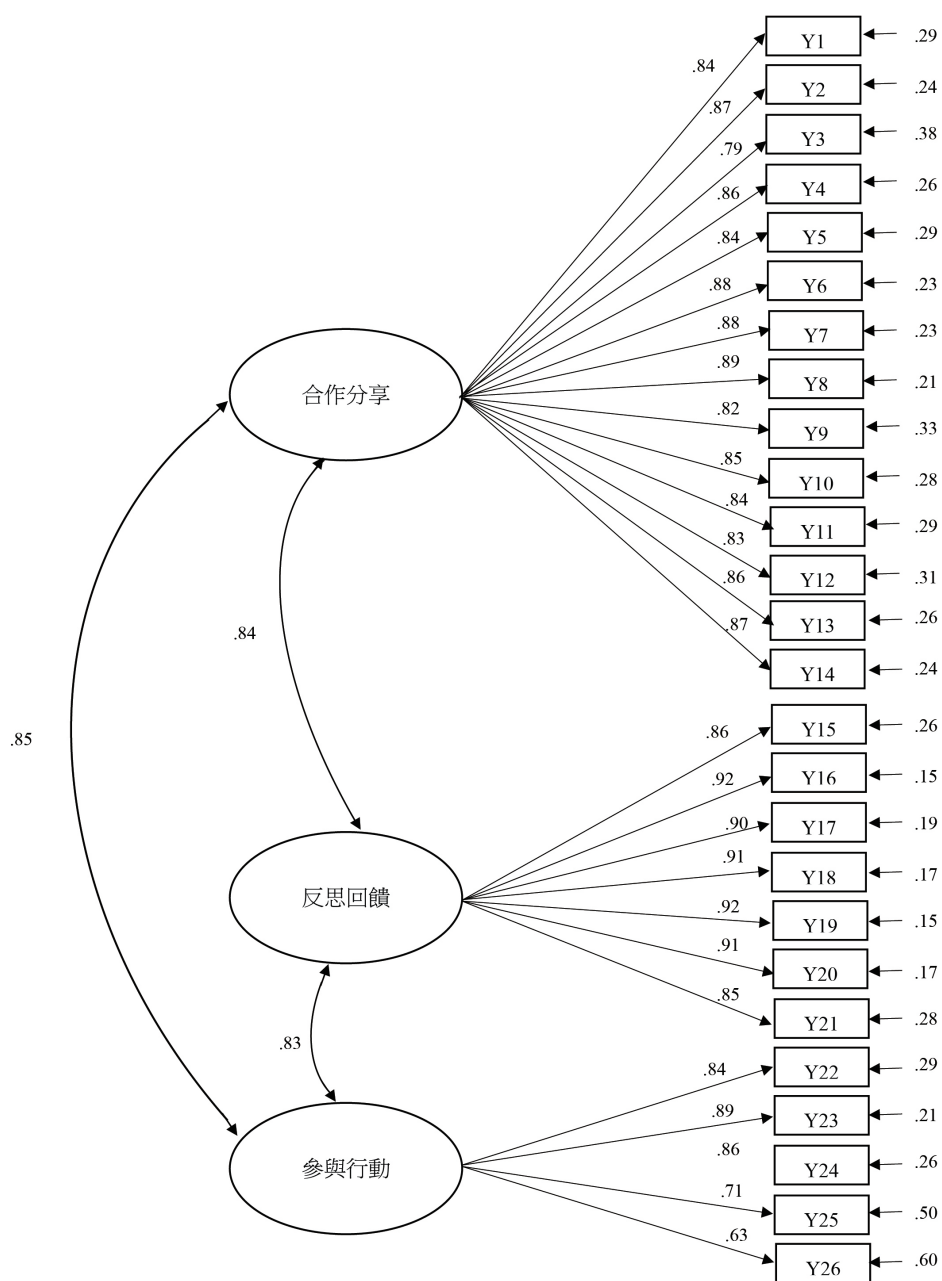 Y1 .29
.84
Y2 .24
.87
Y3 .38
.79
Y4 .26
.86
Y5 .29
.84
Y6 .23
.88
Y7 .23
.88
Y8 .21
.89
合作分享
Y9 .33
.82
Y10 .28
.85
Y11 .29
.84
Y12 .31
.83
Y13 .26
.86
Y14 .24
.87
.84
.85
Y15 .26
.86
Y16 .15
.92
Y17 .19
.90
Y18 .17
.91
反思回饋
Y19 .15
.92
Y20 .17
.91
Y21 .28
.85
.83
Y22 .29
.84
Y23 .21
.89
Y24 .26
.86
參與行動
Y25 .50
.71
Y26 .60
.63